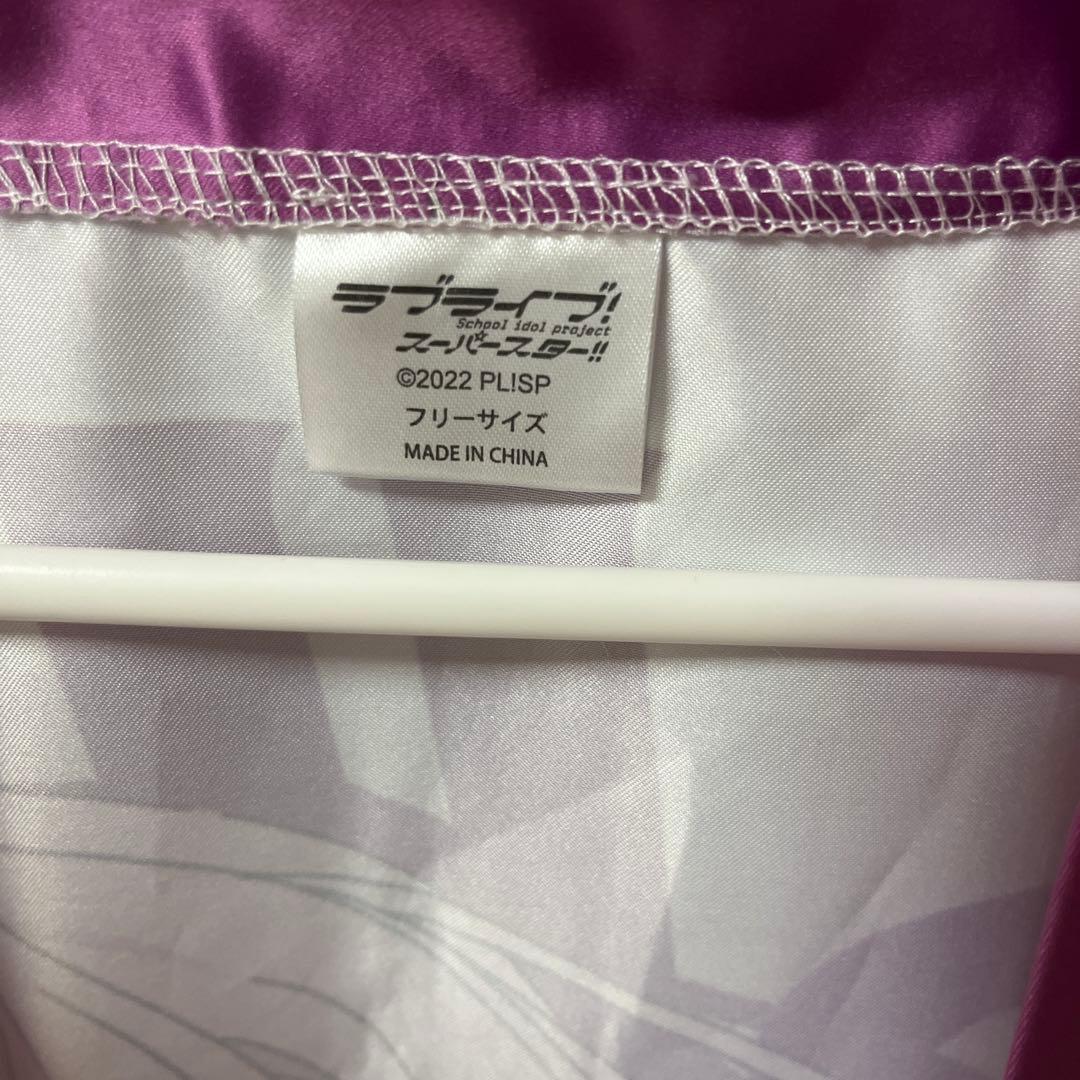 ラブライブ!
School idol project
スーパースター!!
©2022 PL!SP
フリーサイズ
MADE IN CHINA